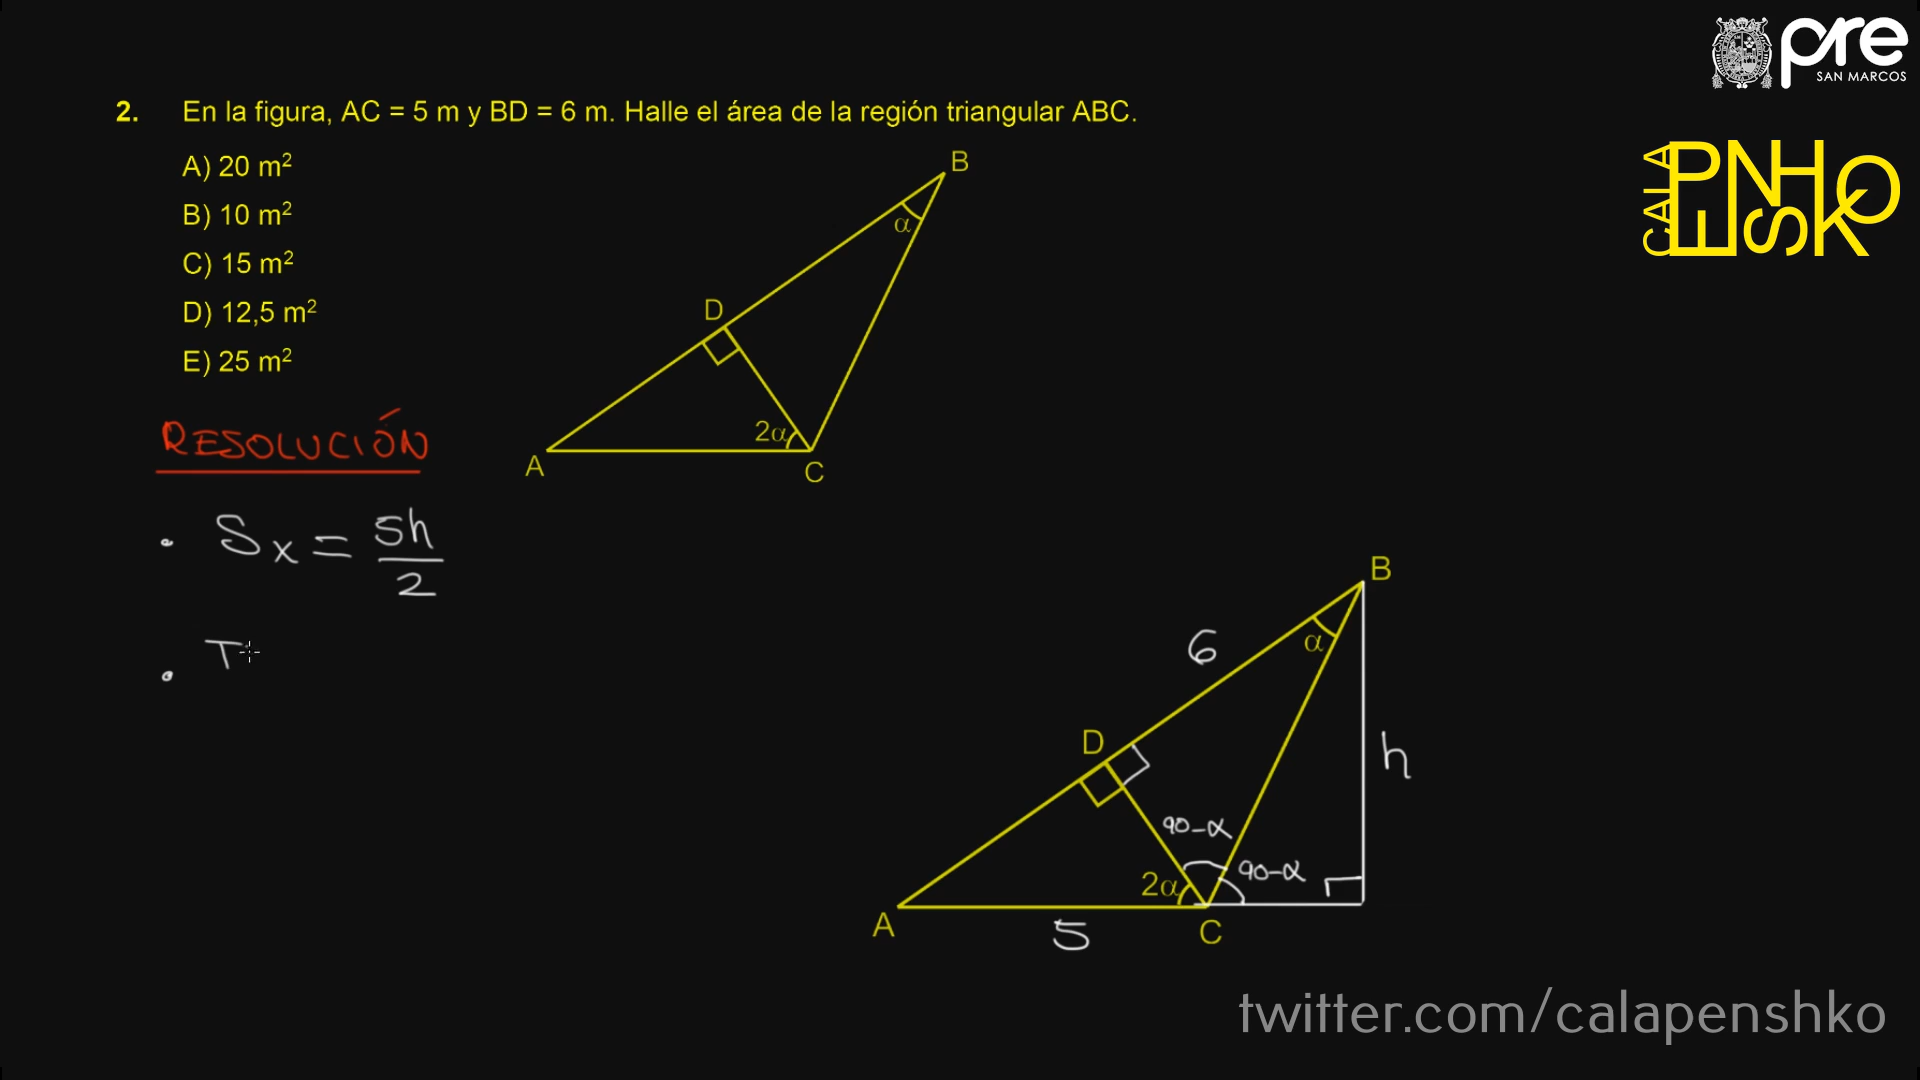 pre
SAN MARCOS
CALA
PENSHKO
2. En la figura, AC = 5 m y BD = 6 m. Halle el área de la región triangular ABC.
A) 20 m²
B) 10 m²
C) 15 m²
D) 12,5 m²
E) 25 m²
B
α
D
2α
A
C
RESOLUCIÓN
• Sx = 5h/2
• T
B
6
α
D
h
90-α
2α
90-α
A
5
C
twitter.com/calapenshko